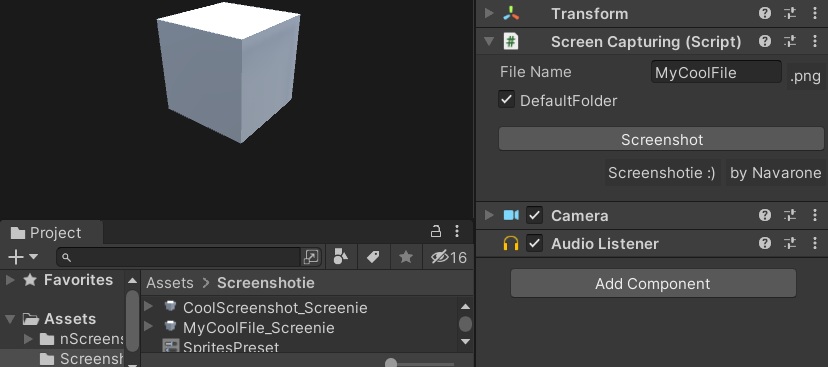 Transform
Screen Capturing (Script)
File Name MyCoolFile .png
DefaultFolder
Screenshot
Screenshotie :) by Navarone
Camera
Audio Listener
Add Component
Project
16
Favorites
Assets
nScreens
Screensh
Assets > Screenshotie
CoolScreenshot_Screenie
MyCoolFile_Screenie
SpritesPreset